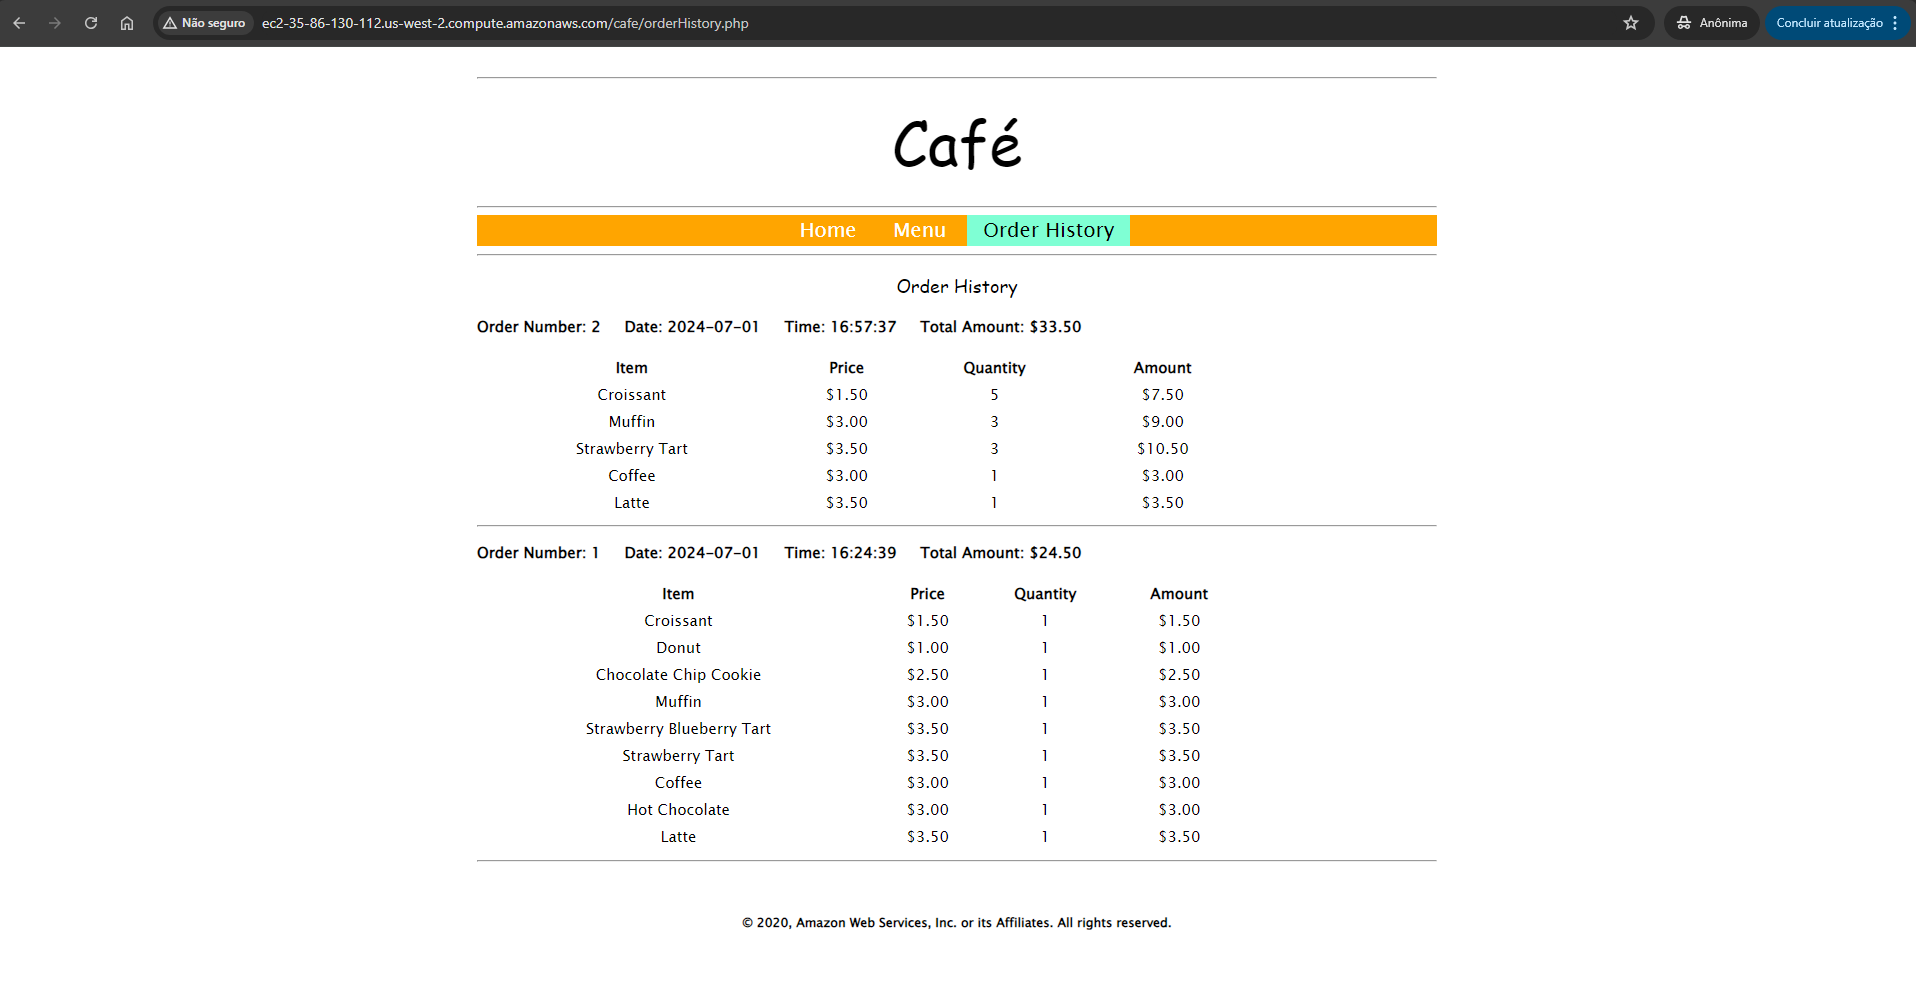 Não seguro ec2-35-86-130-112.us-west-2.compute.amazonaws.com/cafe/orderHistory.php Anônima Concluir atualização
Café
Home Menu Order History
Order History
Order Number: 2 Date: 2024-07-01 Time: 16:57:37 Total Amount: $33.50
Item Price Quantity Amount
Croissant $1.50 5 $7.50
Muffin $3.00 3 $9.00
Strawberry Tart $3.50 3 $10.50
Coffee $3.00 1 $3.00
Latte $3.50 1 $3.50
Order Number: 1 Date: 2024-07-01 Time: 16:24:39 Total Amount: $24.50
Item Price Quantity Amount
Croissant $1.50 1 $1.50
Donut $1.00 1 $1.00
Chocolate Chip Cookie $2.50 1 $2.50
Muffin $3.00 1 $3.00
Strawberry Blueberry Tart $3.50 1 $3.50
Strawberry Tart $3.50 1 $3.50
Coffee $3.00 1 $3.00
Hot Chocolate $3.00 1 $3.00
Latte $3.50 1 $3.50
© 2020, Amazon Web Services, Inc. or its Affiliates. All rights reserved.